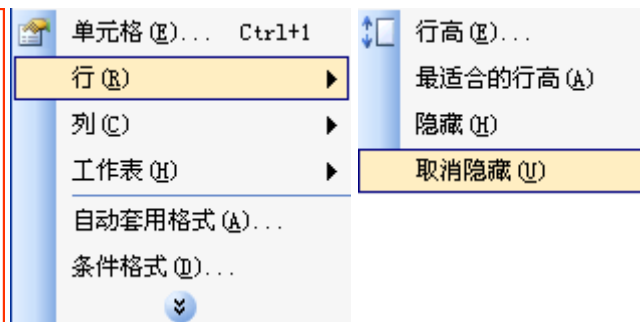 单元格(E)... Ctrl+1
行(R)
列(C)
工作表(H)
自动套用格式(A)...
条件格式(D)...
行高(E)...
最适合的行高(A)
隐藏(H)
取消隐藏(U)